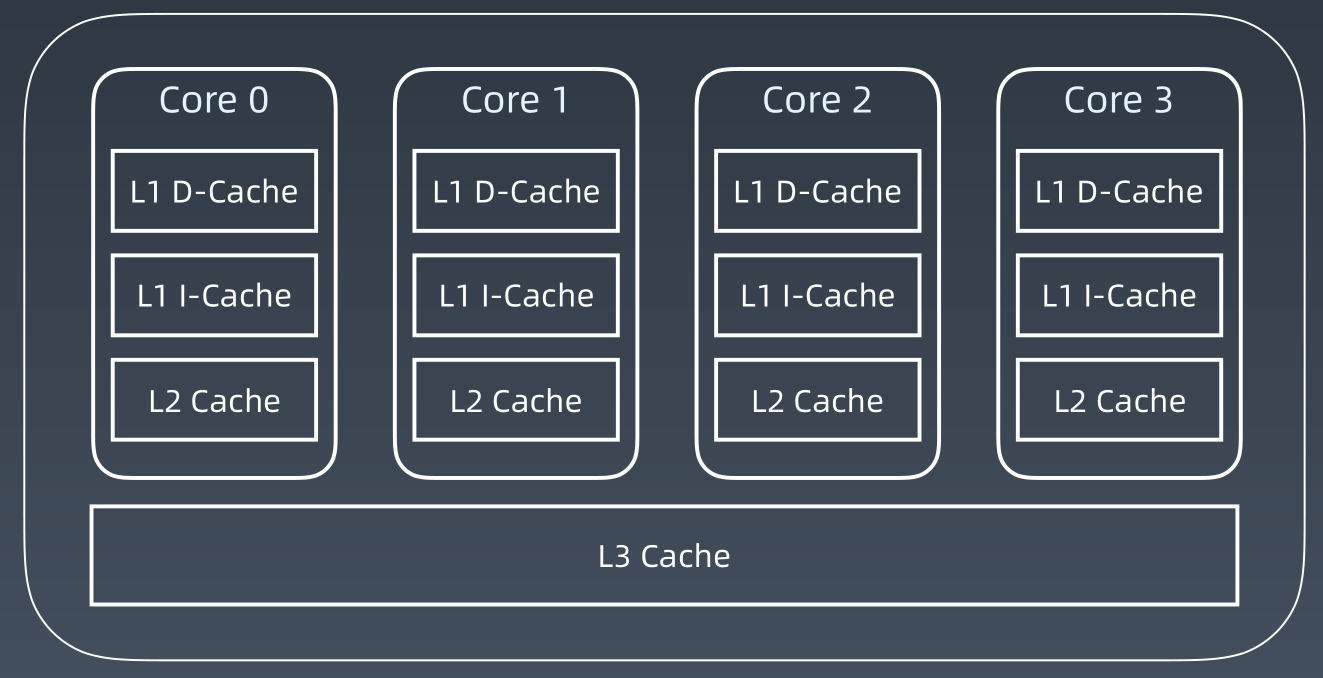 Core 0
L1 D-Cache
L1 I-Cache
L2 Cache
Core 1
L1 D-Cache
L1 I-Cache
L2 Cache
Core 2
L1 D-Cache
L1 I-Cache
L2 Cache
Core 3
L1 D-Cache
L1 I-Cache
L2 Cache
L3 Cache